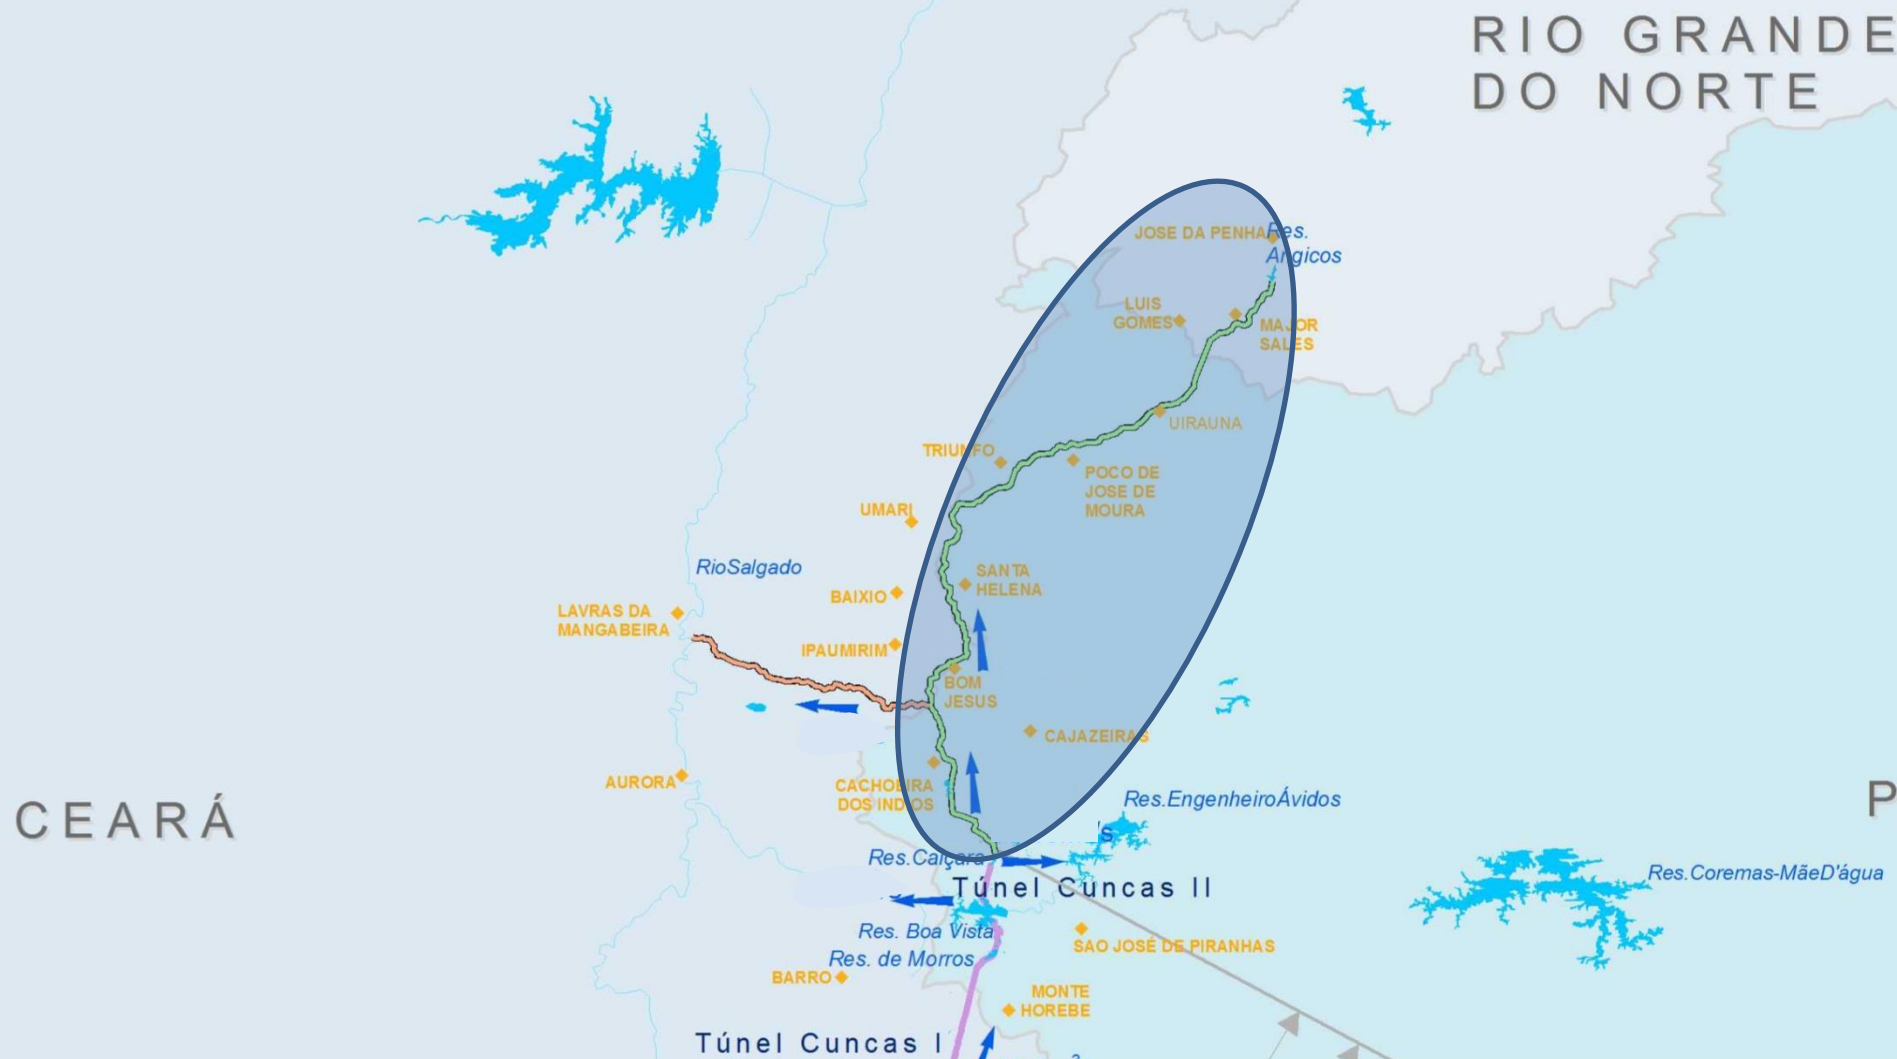 RIO GRANDE
DO NORTE
JOSE DA PENHA
Res.
Angicos
LUIS
GOMES
MAJOR
SALES
UIRAUNA
TRIUNFO
POCO DE
JOSE DE
MOURA
UMARI
RioSalgado
SANTA
HELENA
BAIXIO
LAVRAS DA
MANGABEIRA
IPAUMIRIM
BOM
JESUS
CAJAZEIRAS
AURORA
CACHOEIRA
DOS INDIOS
Res.EngenheiroÁvidos
CEARÁ
P
s
Res.Caiçara
Res.Coremas-MãeD'água
Túnel Cuncas II
Res. Boa Vista
SAO JOSÉ DE PIRANHAS
Res. de Morros
BARRO
MONTE
HOREBE
Túnel Cuncas I